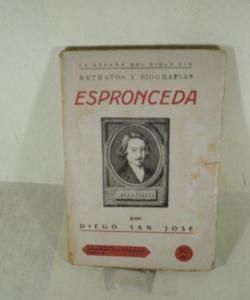 LA ESPAÑA DEL SIGLO XIX
RETRATOS Y BIOGRAFIAS
ESPRONCEDA
por
DIEGO SAN JOSE